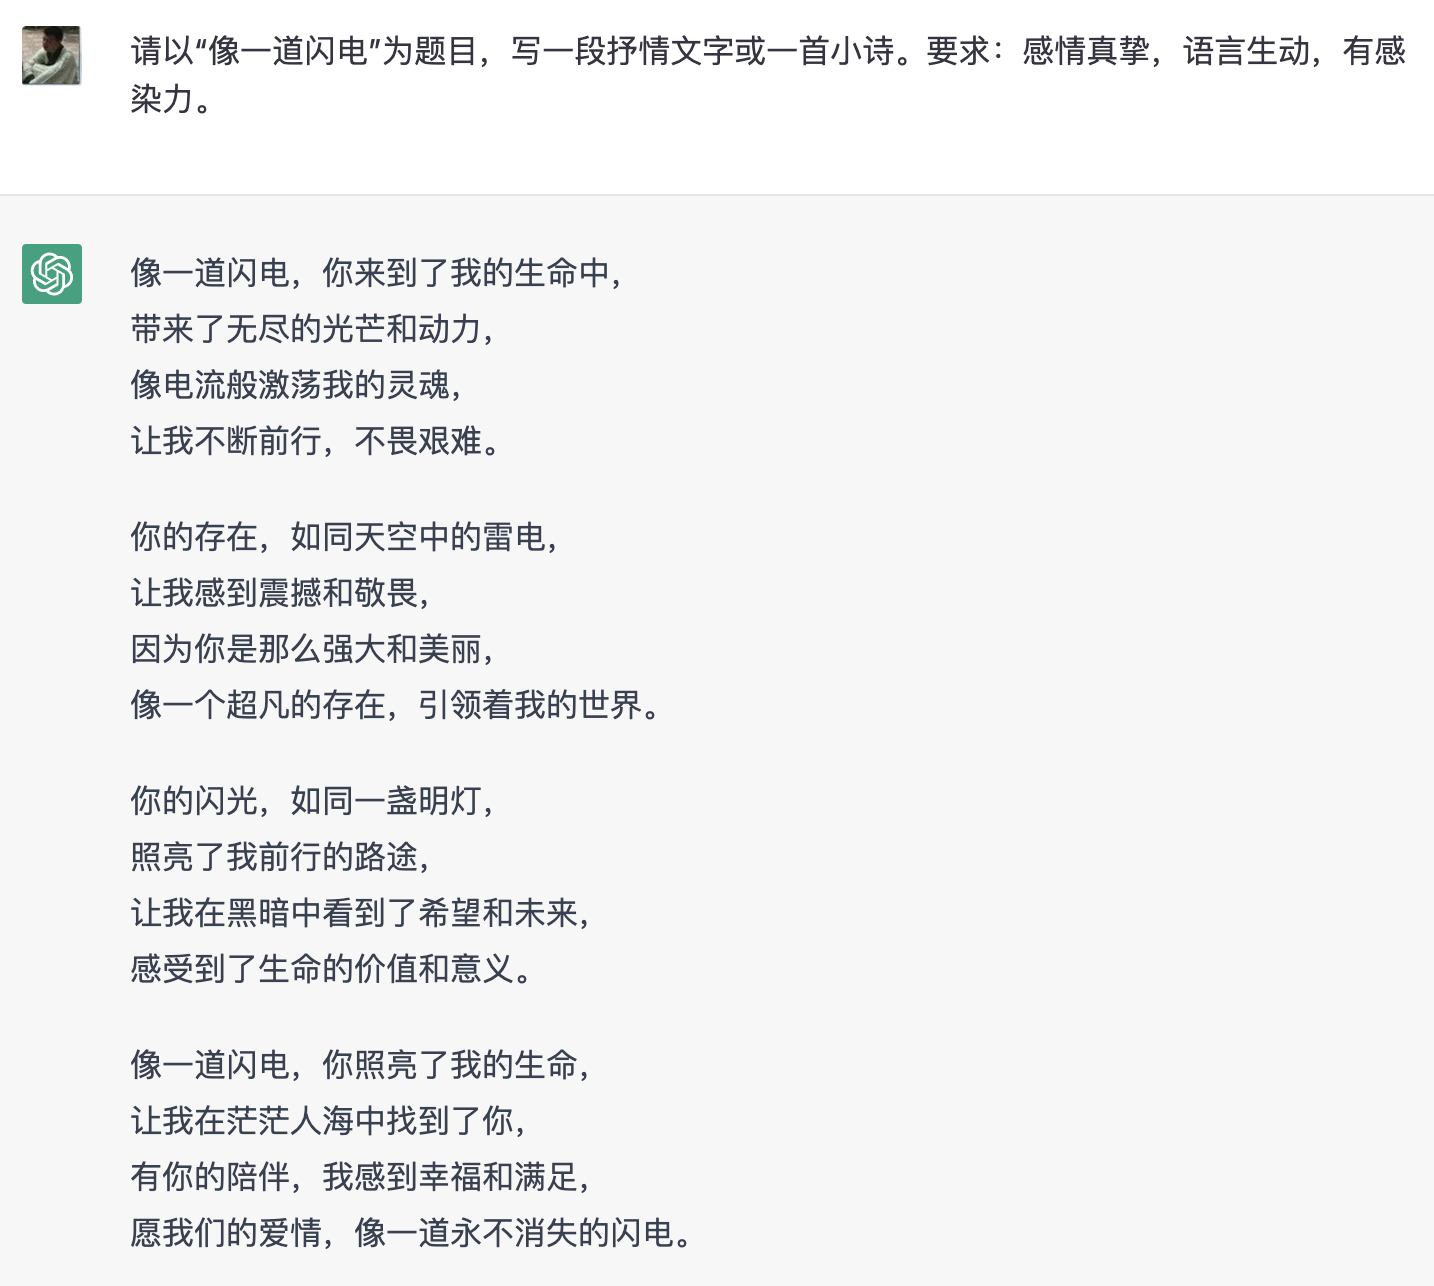 请以“像一道闪电”为题目，写一段抒情文字或一首小诗。要求：感情真挚，语言生动，有感
染力。
像一道闪电，你来到了我的生命中，
带来了无尽的光芒和动力，
像电流般激荡我的灵魂，
让我不断前行，不畏艰难。
你的存在，如同天空中的雷电，
让我感到震撼和敬畏，
因为你是那么强大和美丽，
像一个超凡的存在，引领着我的世界。
你的闪光，如同一盏明灯，
照亮了我前行的路途，
让我在黑暗中看到了希望和未来，
感受到了生命的价值和意义。
像一道闪电，你照亮了我的生命，
让我在茫茫人海中找到了你，
有你的陪伴，我感到幸福和满足，
愿我们的爱情，像一道永不消失的闪电。